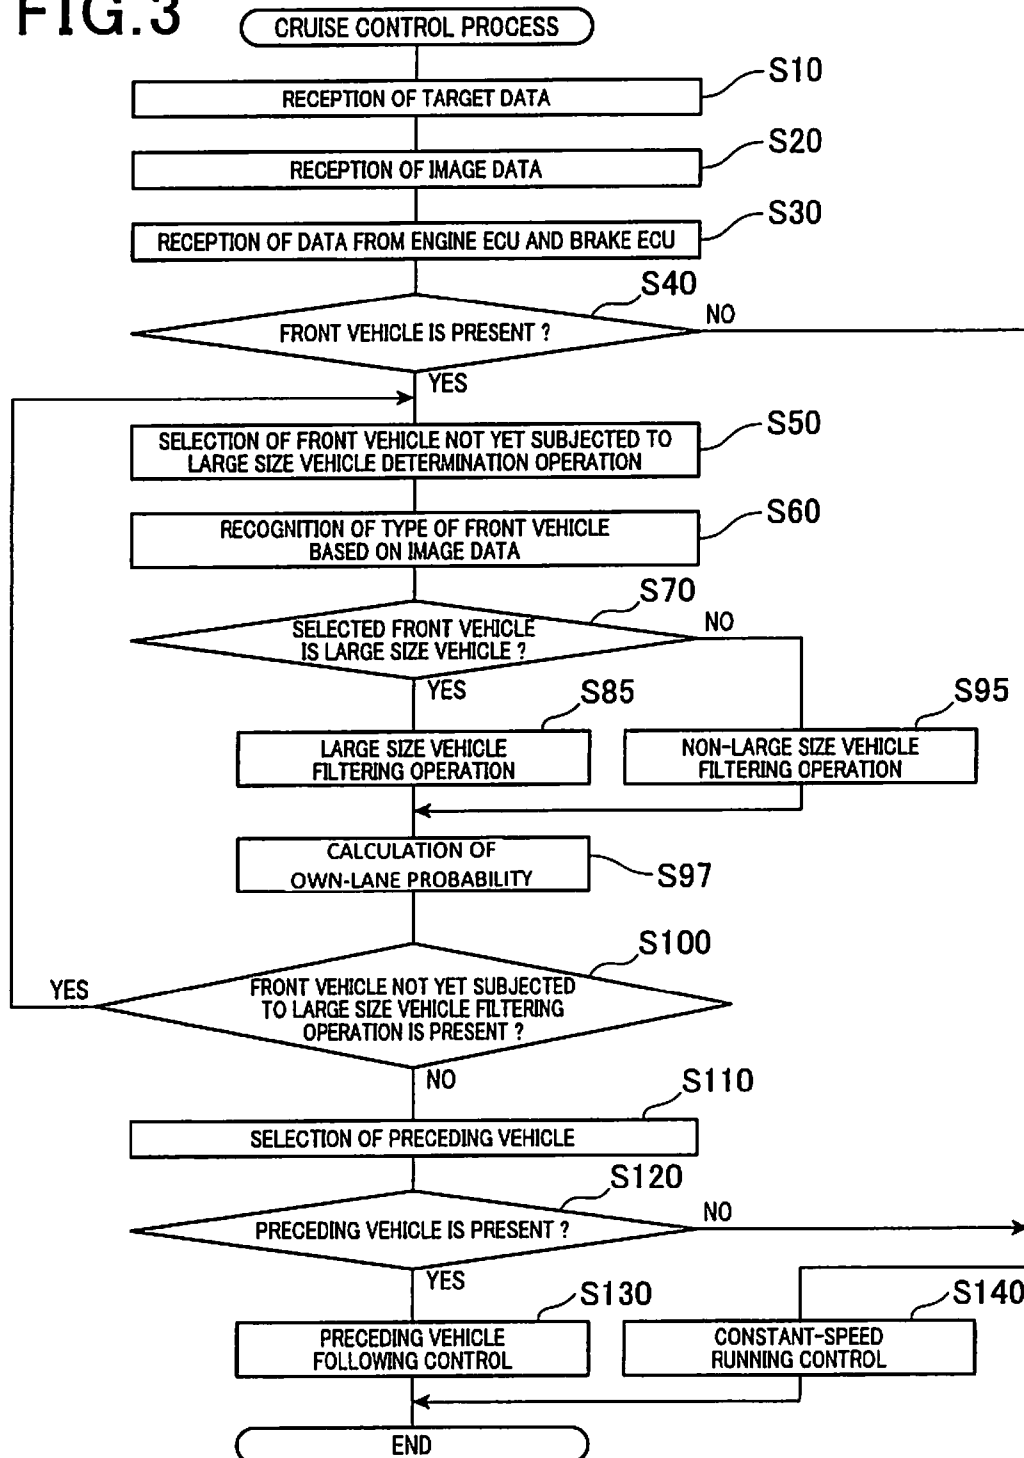 FIG.3
CRUISE CONTROL PROCESS
S10
RECEPTION OF TARGET DATA
S20
RECEPTION OF IMAGE DATA
S30
RECEPTION OF DATA FROM ENGINE ECU AND BRAKE ECU
S40
FRONT VEHICLE IS PRESENT ?
NO
YES
S50
SELECTION OF FRONT VEHICLE NOT YET SUBJECTED TO
LARGE SIZE VEHICLE DETERMINATION OPERATION
S60
RECOGNITION OF TYPE OF FRONT VEHICLE
BASED ON IMAGE DATA
S70
SELECTED FRONT VEHICLE
IS LARGE SIZE VEHICLE ?
NO
YES
S85
LARGE SIZE VEHICLE
FILTERING OPERATION
S95
NON-LARGE SIZE VEHICLE
FILTERING OPERATION
CALCULATION OF
OWN-LANE PROBABILITY
S97
S100
YES
FRONT VEHICLE NOT YET SUBJECTED
TO LARGE SIZE VEHICLE FILTERING
OPERATION IS PRESENT ?
NO
S110
SELECTION OF PRECEDING VEHICLE
S120
PRECEDING VEHICLE IS PRESENT ?
NO
YES
S130
PRECEDING VEHICLE
FOLLOWING CONTROL
S140
CONSTANT-SPEED
RUNNING CONTROL
END